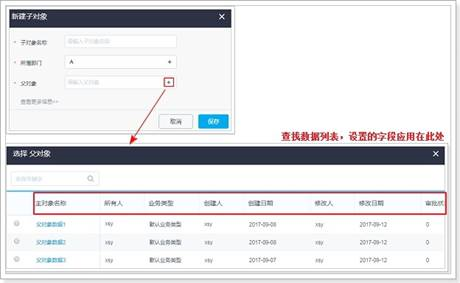 新建子对象
* 子对象名称 请输入子对象名称
* 所属部门 A
* 父对象 请输入父对象
查看更多信息>>
取消 保存
查找数据列表，设置的字段应用在此处
选择 父对象
主对象名称 所有人 业务类型 创建人 创建日期 修改人 修改日期 审批状
父对象数据1 xsy 默认业务类型 xsy 2017-09-08 xsy 2017-09-12 0
父对象数据2 xsy 默认业务类型 xsy 2017-09-08 xsy 2017-09-12 0
父对象数据3 xsy 默认业务类型 xsy 2017-09-07 xsy 2017-09-12 0